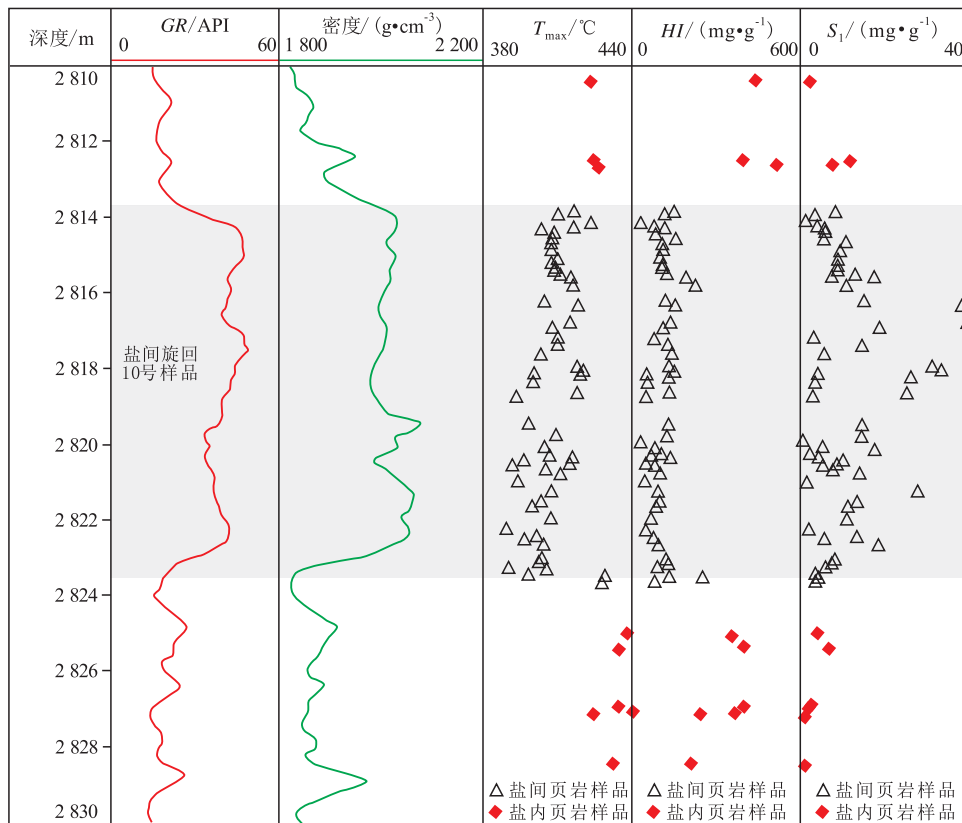 深度/m
GR/API
0 60
密度/(g•cm⁻³)
1 800 2 200
Tmax/℃
380 440
HI/(mg•g⁻¹)
0 600
S₁/(mg•g⁻¹)
0 40
2 810
2 812
2 814
2 816
2 818
2 820
2 822
2 824
2 826
2 828
2 830
盐间旋回
10号样品
盐间页岩样品
盐内页岩样品
盐间页岩样品
盐内页岩样品
盐间页岩样品
盐内页岩样品